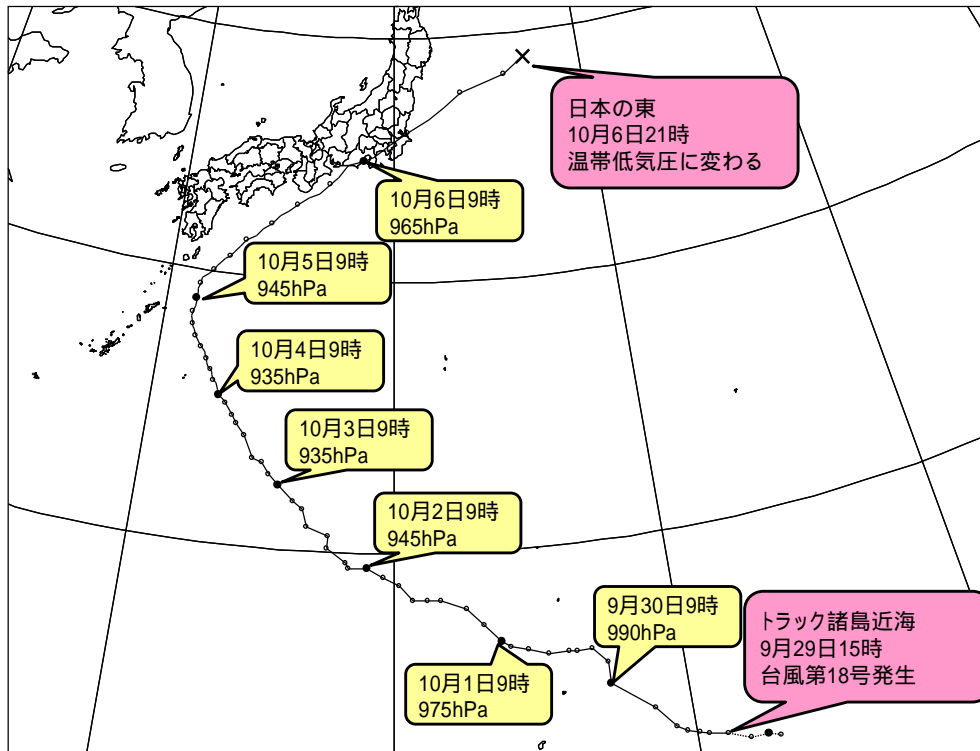 日本の東
10月6日21時
温帯低気圧に変わる
10月6日9時
965hPa
10月5日9時
945hPa
10月4日9時
935hPa
10月3日9時
935hPa
10月2日9時
945hPa
9月30日9時
990hPa
トラック諸島近海
9月29日15時
台風第18号発生
10月1日9時
975hPa